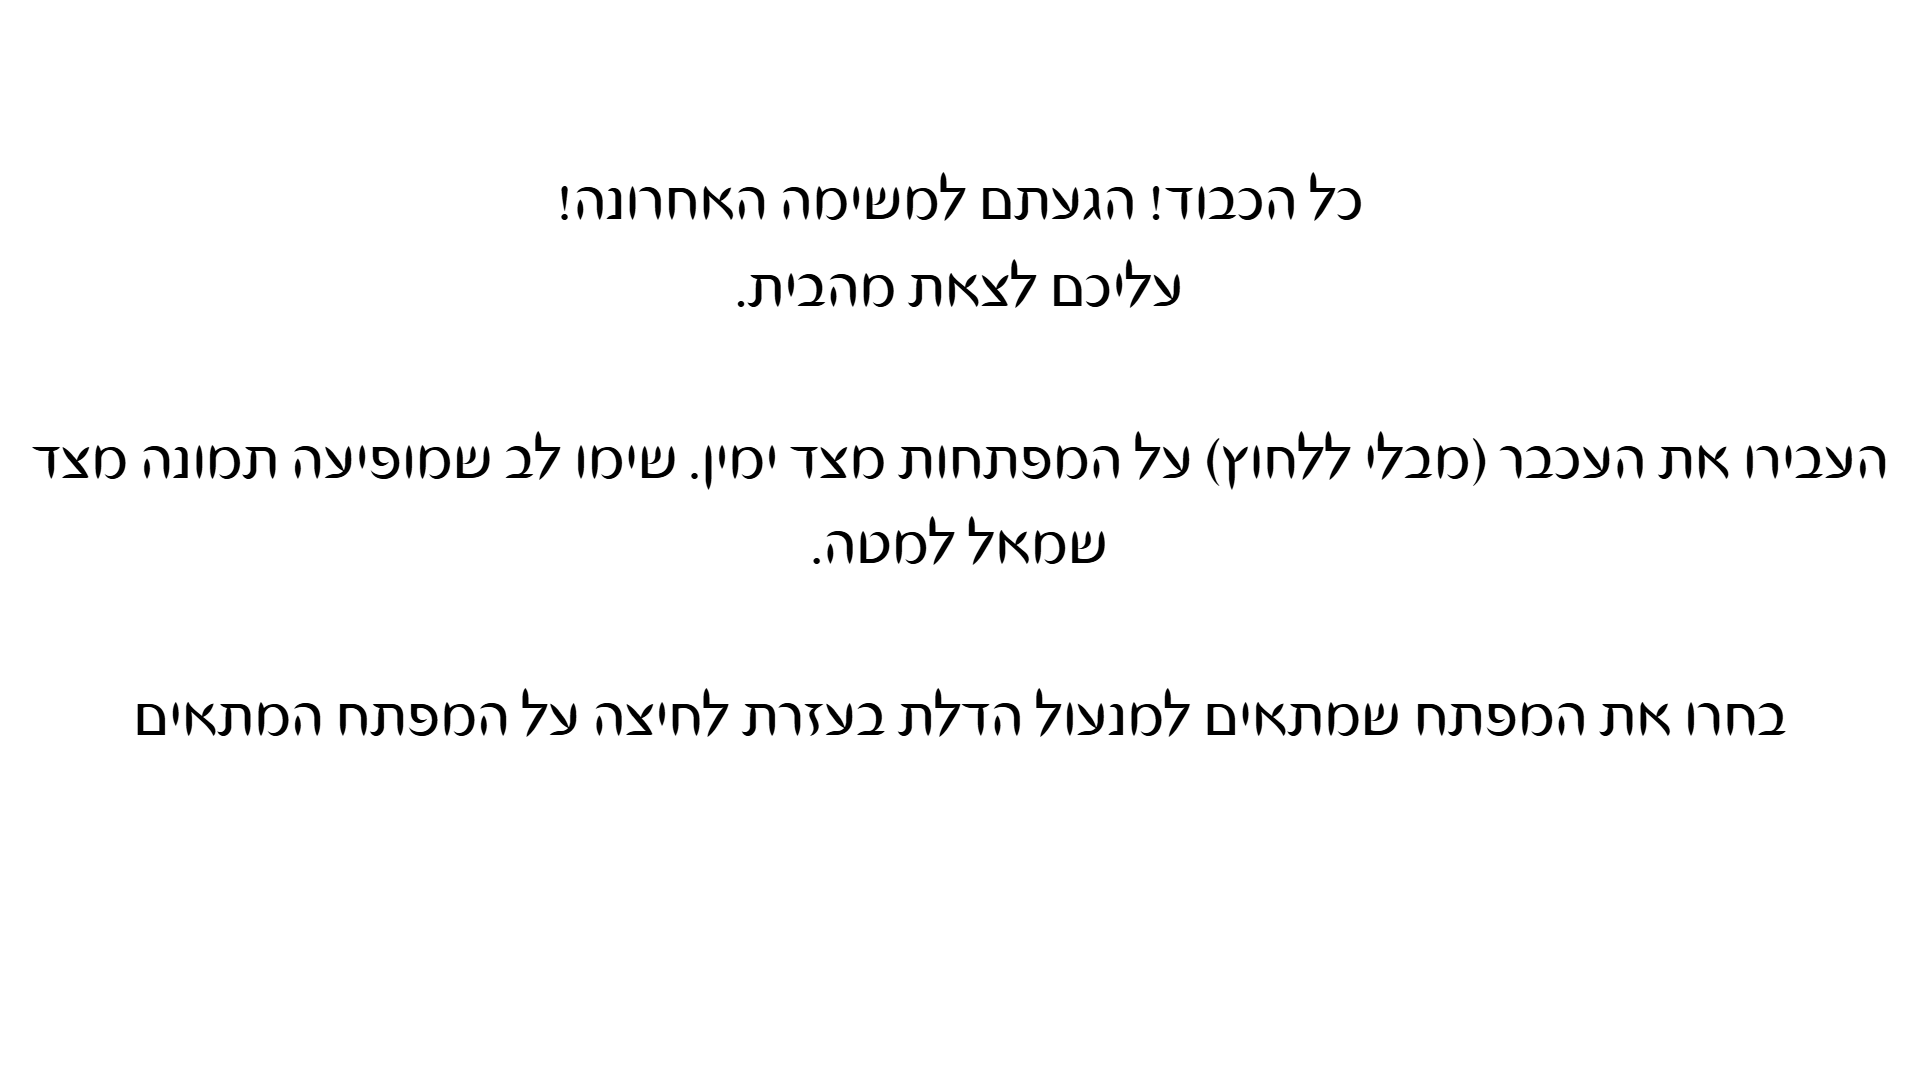 כל הכבוד! הגעתם למשימה האחרונה!
עליכם לצאת מהבית.
העבירו את העכבר (מבלי ללחוץ) על המפתחות מצד ימין. שימו לב שמופיעה תמונה מצד
שמאל למטה.
בחרו את המפתח שמתאים למנעול הדלת בעזרת לחיצה על המפתח המתאים